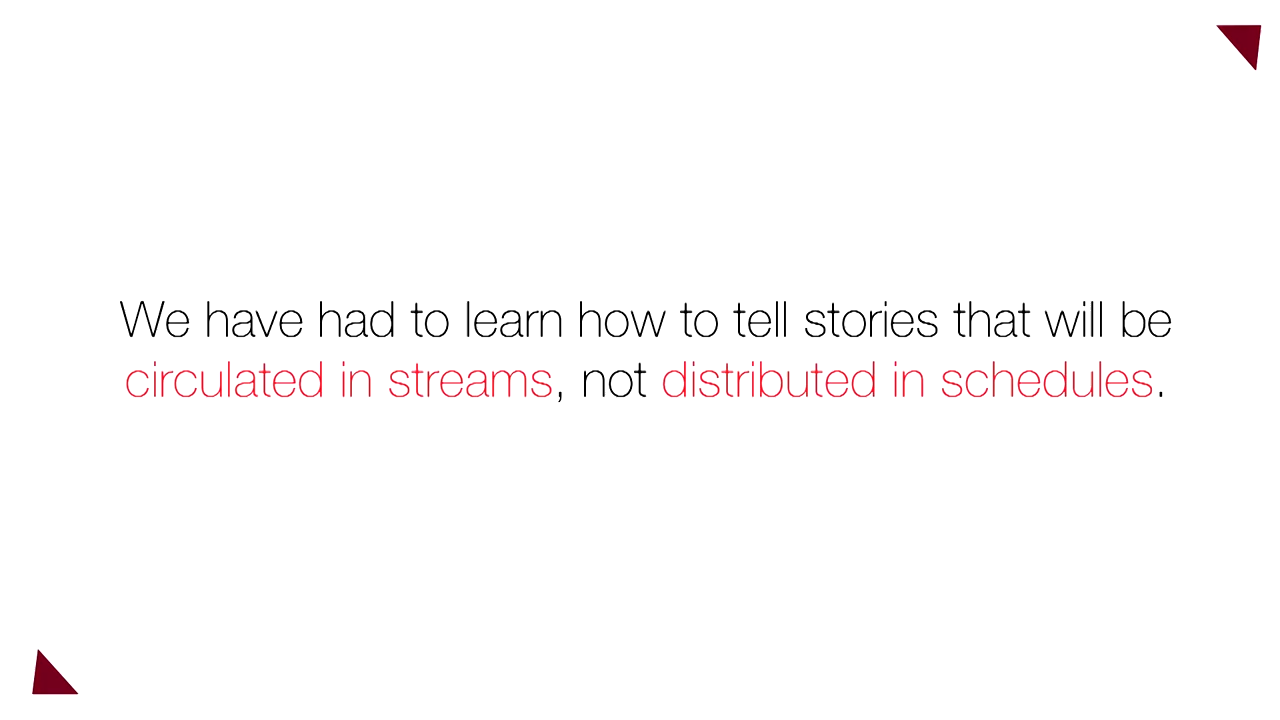 We have had to learn how to tell stories that will be
circulated in streams, not distributed in schedules.